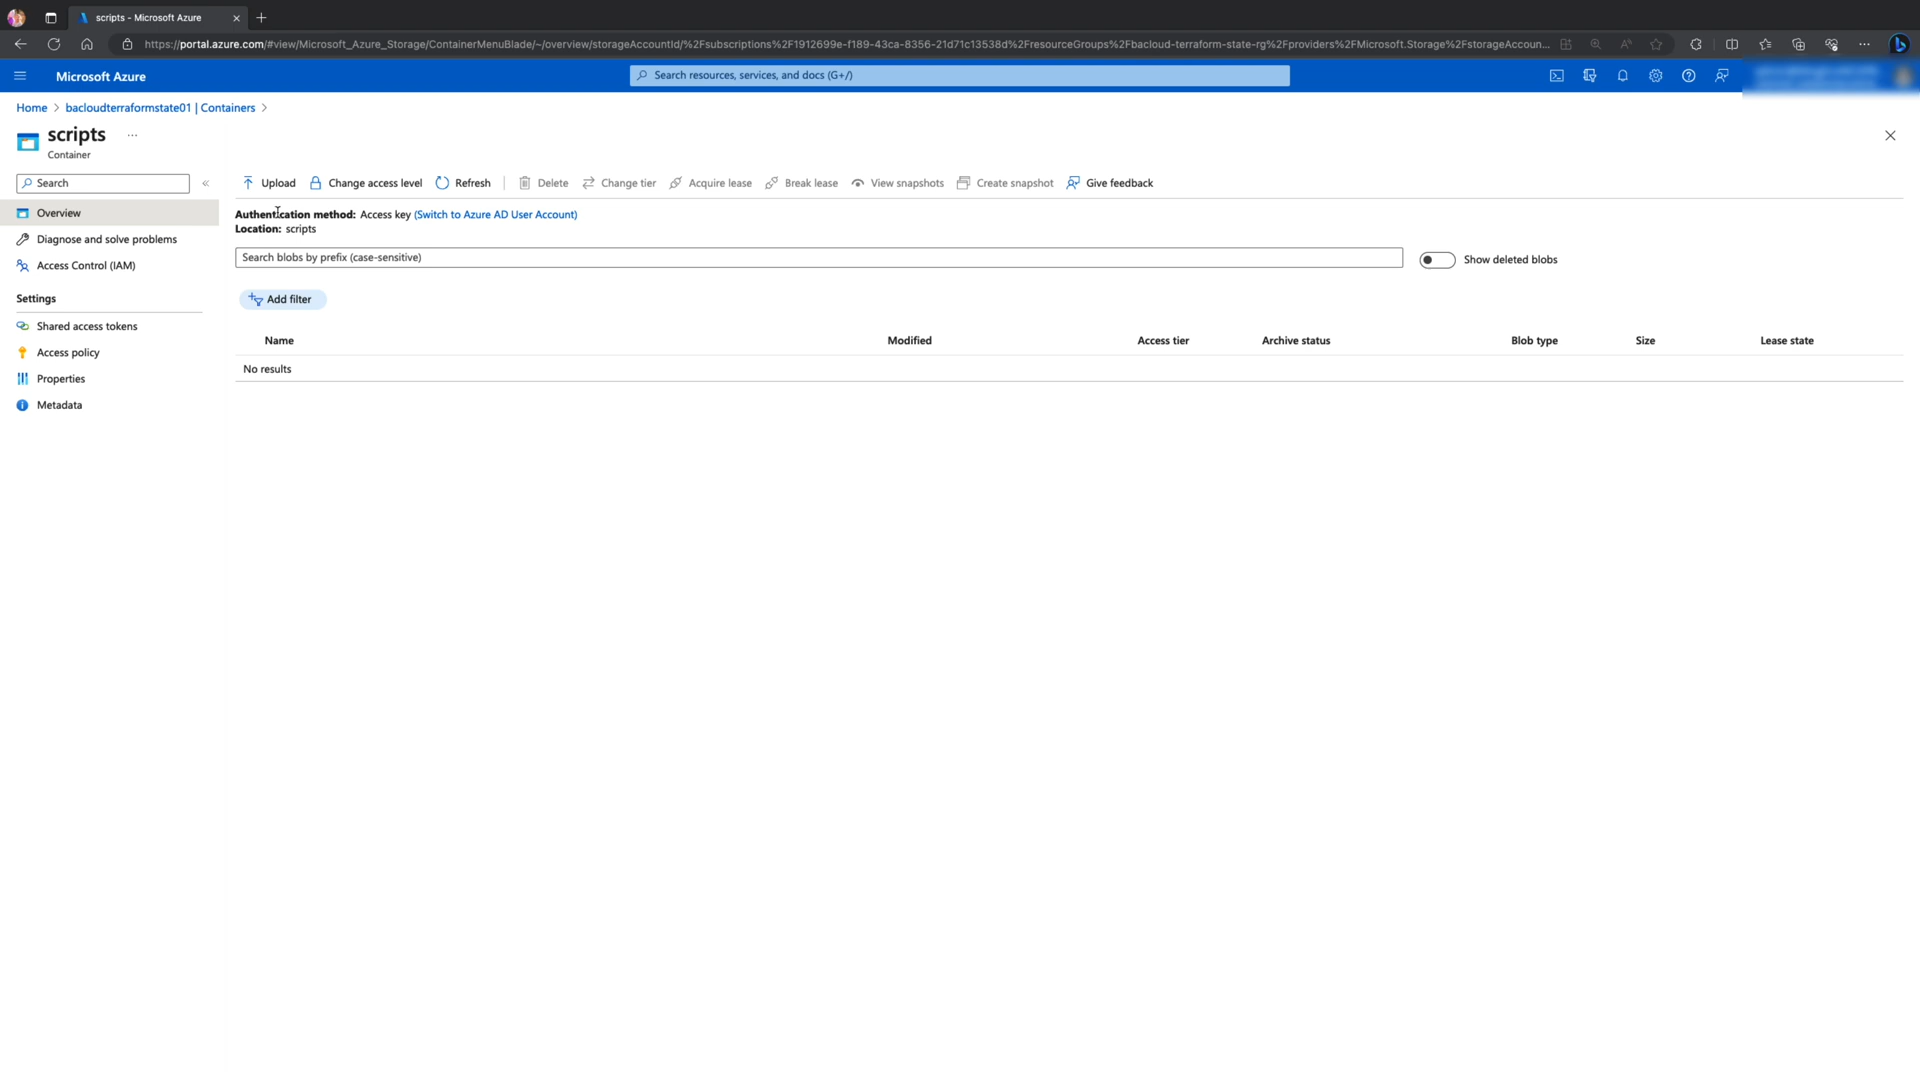 scripts - Microsoft Azure
https://portal.azure.com/#view/Microsoft_Azure_Storage/ContainerMenuBlade/~/overview/storageAccountId/%2Fsubscriptions%2F1912699e-f189-43ca-8356-21d71c13538d%2FresourceGroups%2Fbacloud-terraform-state-rg%2Fproviders%2FMicrosoft.Storage%2FstorageAccoun...
Microsoft Azure
Search resources, services, and docs (G+/)
Home > bacloudterraformstate01 | Containers >
scripts ...
Container
Search
Overview
Diagnose and solve problems
Access Control (IAM)
Settings
Shared access tokens
Access policy
Properties
Metadata
Upload Change access level Refresh Delete Change tier Acquire lease Break lease View snapshots Create snapshot Give feedback
Authentication method: Access key (Switch to Azure AD User Account)
Location: scripts
Search blobs by prefix (case-sensitive)
Show deleted blobs
Add filter
Name Modified Access tier Archive status Blob type Size Lease state
No results